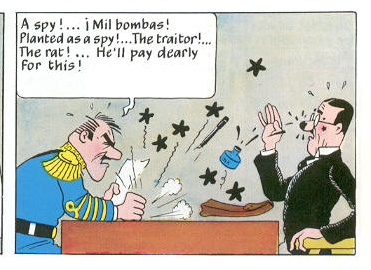 A spy!... ¡Mil bombas!
Planted as a spy!...The traitor!...
The rat!... He'll pay dearly
for this!